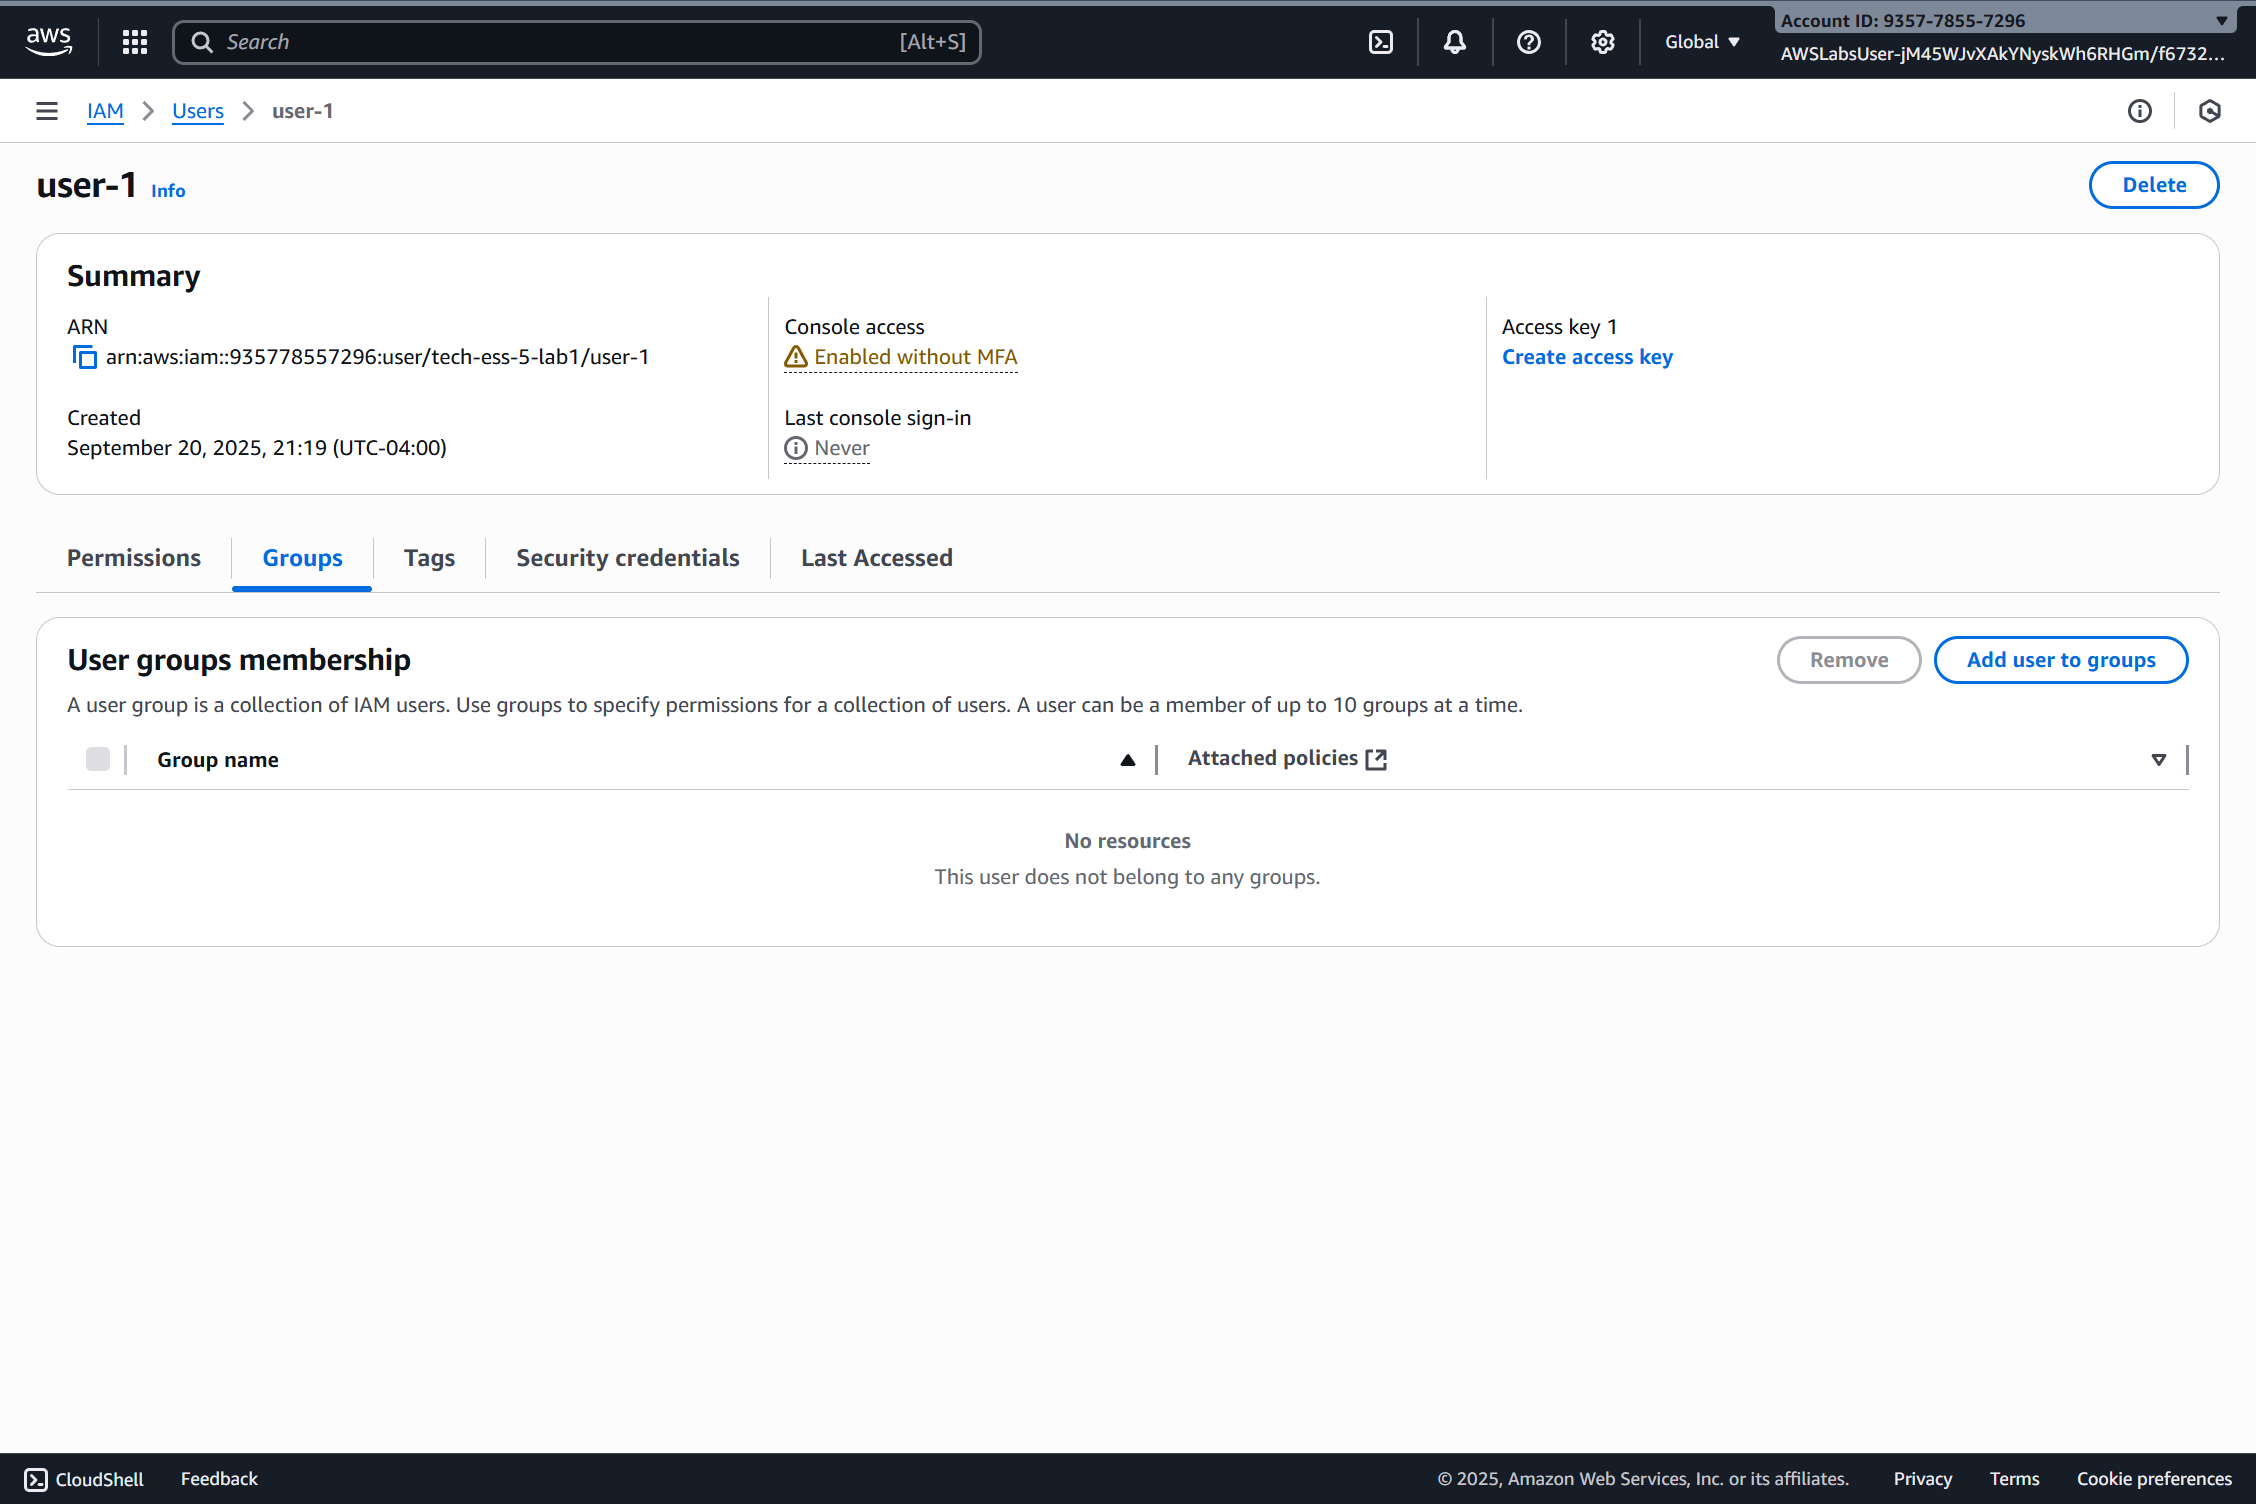 aws
Search
[Alt+S]
Global
Account ID: 9357-7855-7296
AWSLabsUser-jM45WJvXAkYNyskWh6RHGm/f6732...
IAM
Users
user-1
user-1 Info
Delete
Summary
ARN
arn:aws:iam::935778557296:user/tech-ess-5-lab1/user-1
Console access
Enabled without MFA
Access key 1
Create access key
Created
September 20, 2025, 21:19 (UTC-04:00)
Last console sign-in
Never
Permissions
Groups
Tags
Security credentials
Last Accessed
User groups membership
Remove
Add user to groups
A user group is a collection of IAM users. Use groups to specify permissions for a collection of users. A user can be a member of up to 10 groups at a time.
Group name
Attached policies
No resources
This user does not belong to any groups.
CloudShell
Feedback
© 2025, Amazon Web Services, Inc. or its affiliates.
Privacy
Terms
Cookie preferences